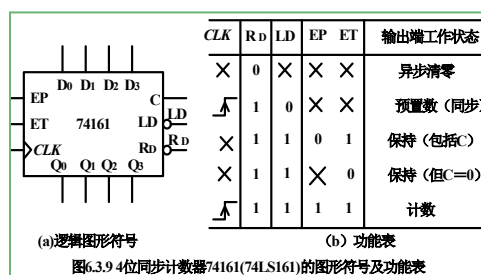 D0 D1 D2 D3
EP
C
LD
LD
ET
74161
RD
RD
CLK
Q0 Q1 Q2 Q3
(a)逻辑图形符号
CLK RD LD EP ET 输出端工作状态
× 0 × × × 异步清零
1 0 × × 预置数(同步)
× 1 1 0 1 保持(包括C)
× 1 1 × 0 保持(但C=0)
1 1 1 1 计数
(b)功能表
图6.3.9 4位同步计数器74161(74LS161)的图形符号及功能表